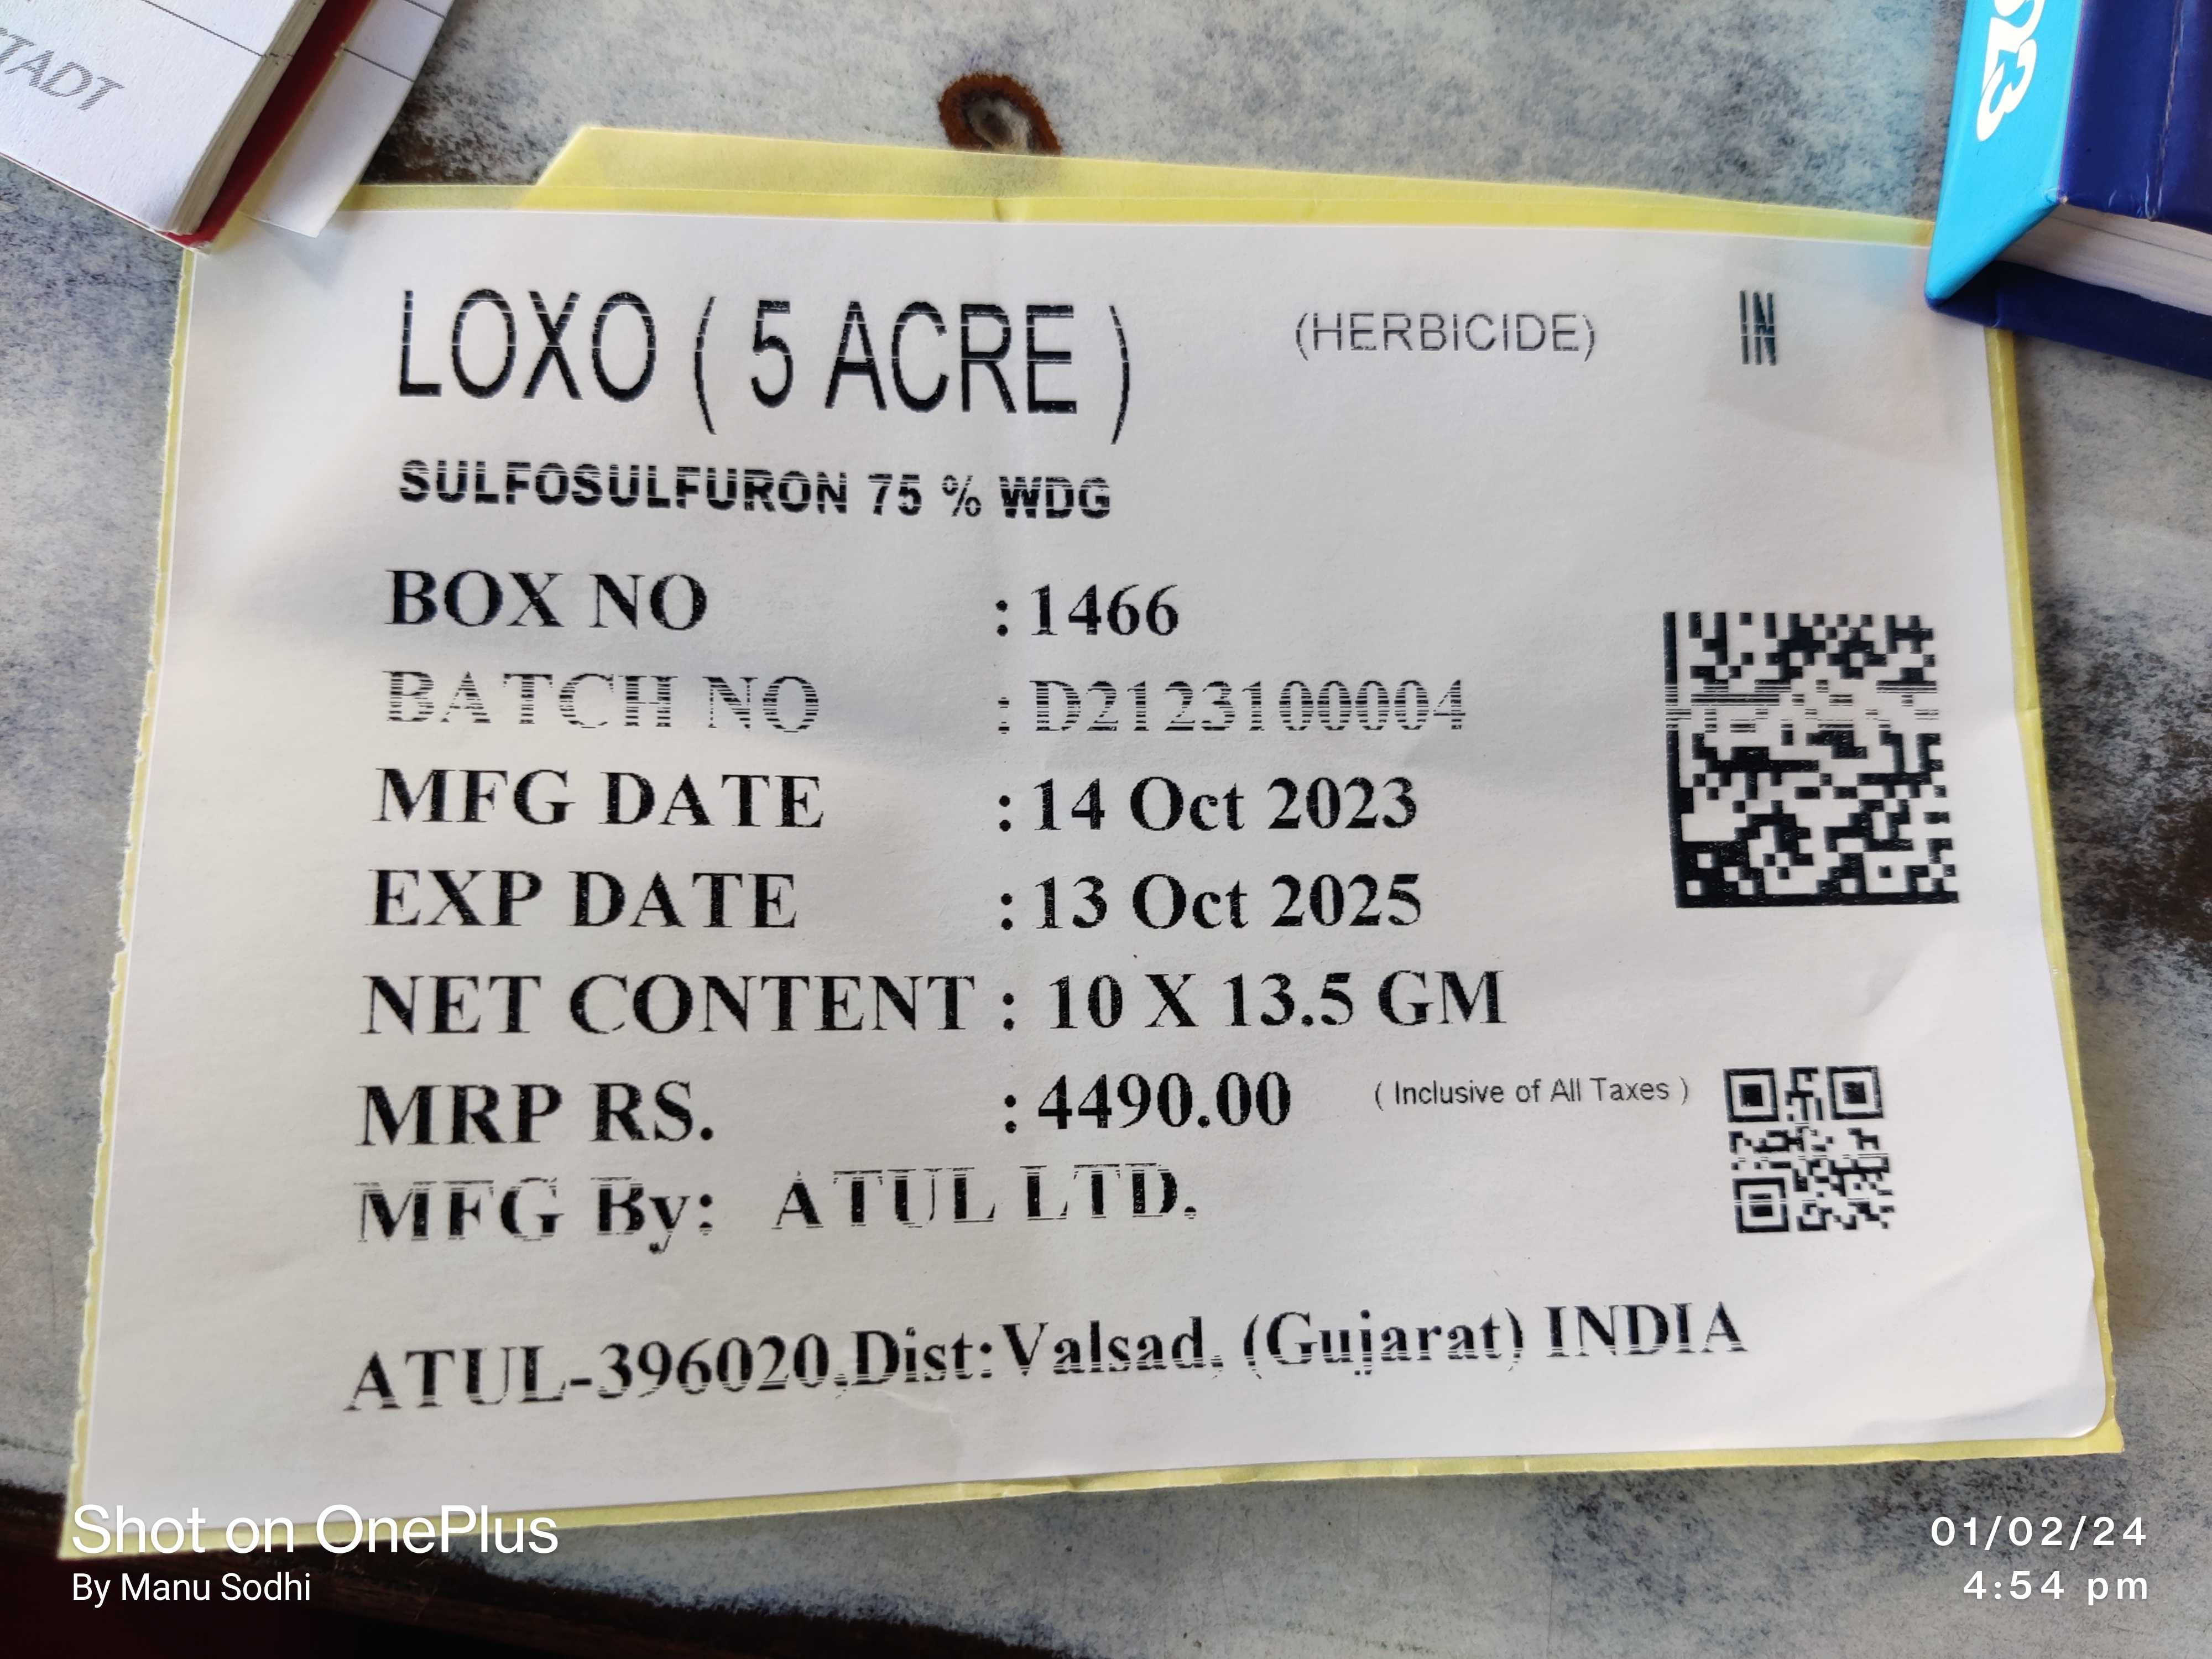 STADT
023
LOXO ( 5 ACRE ) (HERBICIDE) IN
SULFOSULFURON 75 % WDG
BOX NO : 1466
BATCH NO : D2123100004
MFG DATE : 14 Oct 2023
EXP DATE : 13 Oct 2025
NET CONTENT : 10 X 13.5 GM
MRP RS. : 4490.00 ( Inclusive of All Taxes )
MFG By: ATUL LTD.
ATUL-396020,Dist:Valsad, (Gujarat) INDIA
Shot on OnePlus
By Manu Sodhi
01/02/24
4:54 pm